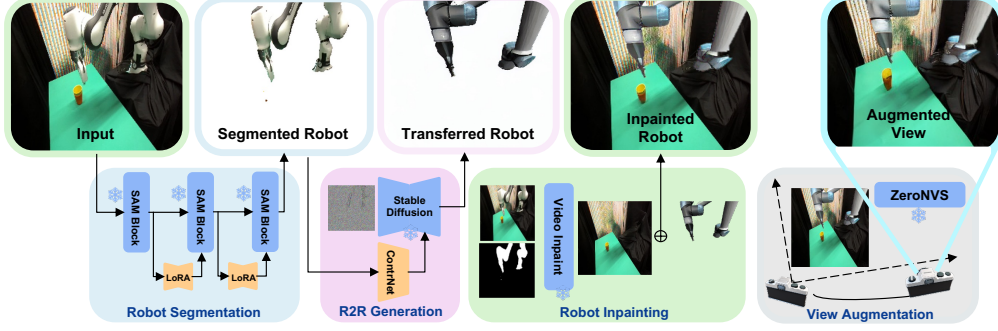 Input
Segmented Robot
Transferred Robot
Inpainted
Robot
Augmented
View
SAM Block
SAM Block
SAM Block
LoRA
LoRA
Robot Segmentation
Stable
Diffusion
ContrNet
R2R Generation
Video Inpaint
Robot Inpainting
ZeroNVS
View Augmentation